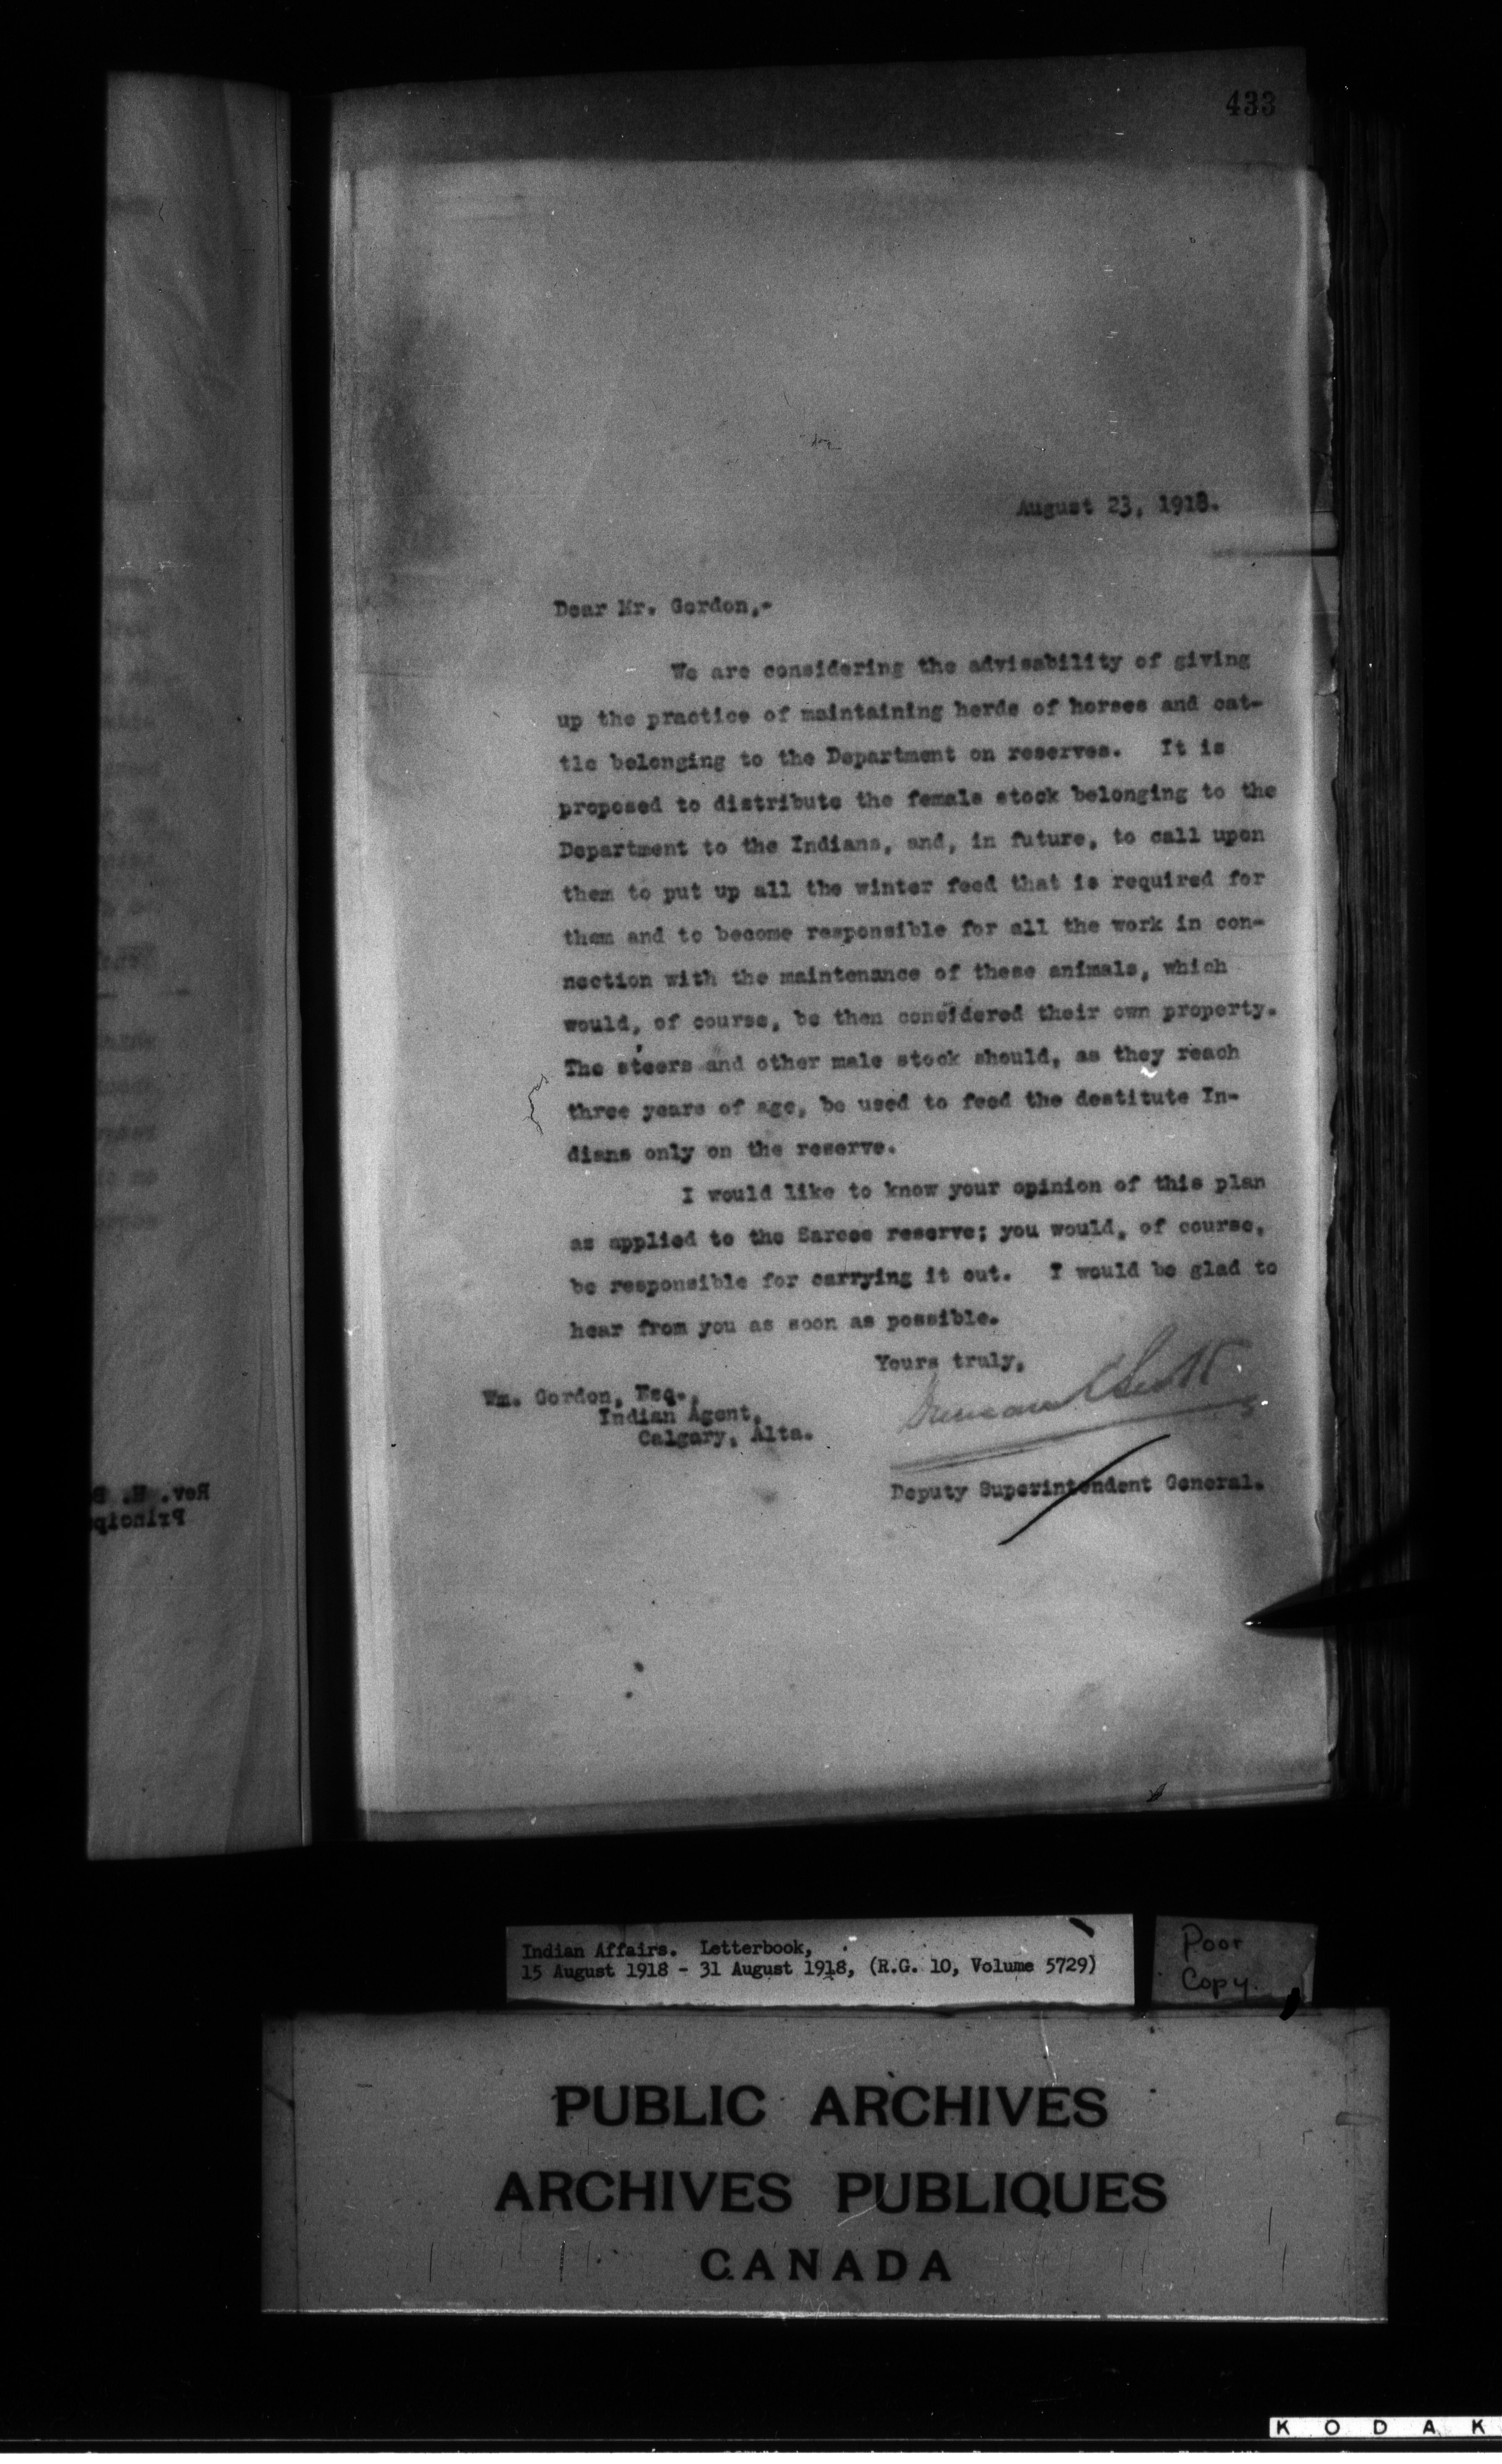 433
August 23, 1918.
Dear Mr. Gordon,-
We are considering the advisability of giving
up the practice of maintaining herds of horses and cat-
tle belonging to the Department on reserves. It is
proposed to distribute the female stock belonging to the
Department to the Indians, and, in future, to call upon
them to put up all the winter feed that is required for
them and to become responsible for all the work in con-
nection with the maintenance of these animals, which
would, of course, be then considered their own property.
The steers and other male stock should, as they reach
three years of age, be used to feed the destitute In-
dians only on the reserve.
I would like to know your opinion of this plan
as applied to the Sarcee reserve; you would, of course,
be responsible for carrying it out. I would be glad to
hear from you as soon as possible.
Yours truly,
Duncan C Scott
Wm. Gordon, Esq.,
Indian Agent,
Calgary, Alta.
Deputy Superintendent General.
Rev. H. B
Princip
Indian Affairs. Letterbook,
15 August 1918 - 31 August 1918, (R.G. 10, Volume 5729)
Poor
Copy
PUBLIC ARCHIVES
ARCHIVES PUBLIQUES
CANADA
KODAK